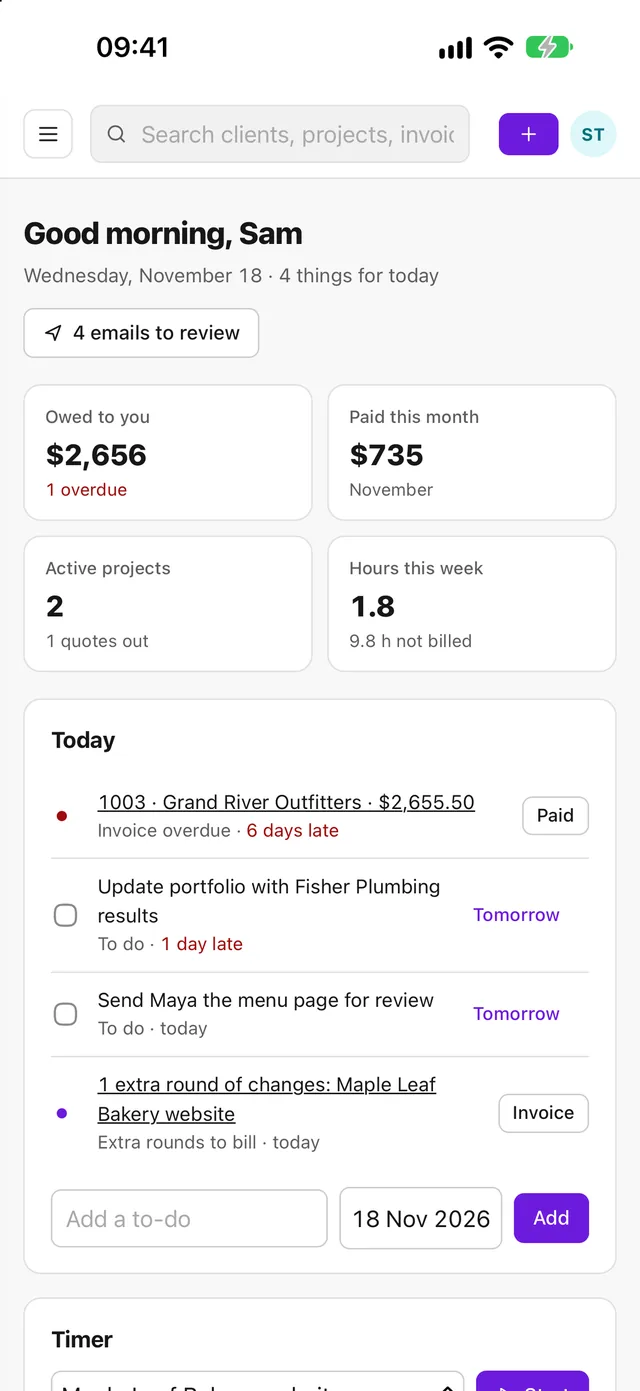 09:41
Search clients, projects, invoic
ST
Good morning, Sam
Wednesday, November 18 · 4 things for today
4 emails to review
Owed to you
$2,656
1 overdue
Paid this month
$735
November
Active projects
2
1 quotes out
Hours this week
1.8
9.8 h not billed
Today
1003 · Grand River Outfitters · $2,655.50
Invoice overdue · 6 days late
Paid
Update portfolio with Fisher Plumbing
results
To do · 1 day late
Tomorrow
Send Maya the menu page for review
To do · today
Tomorrow
1 extra round of changes: Maple Leaf
Bakery website
Extra rounds to bill · today
Invoice
Add a to-do
18 Nov 2026
Add
Timer